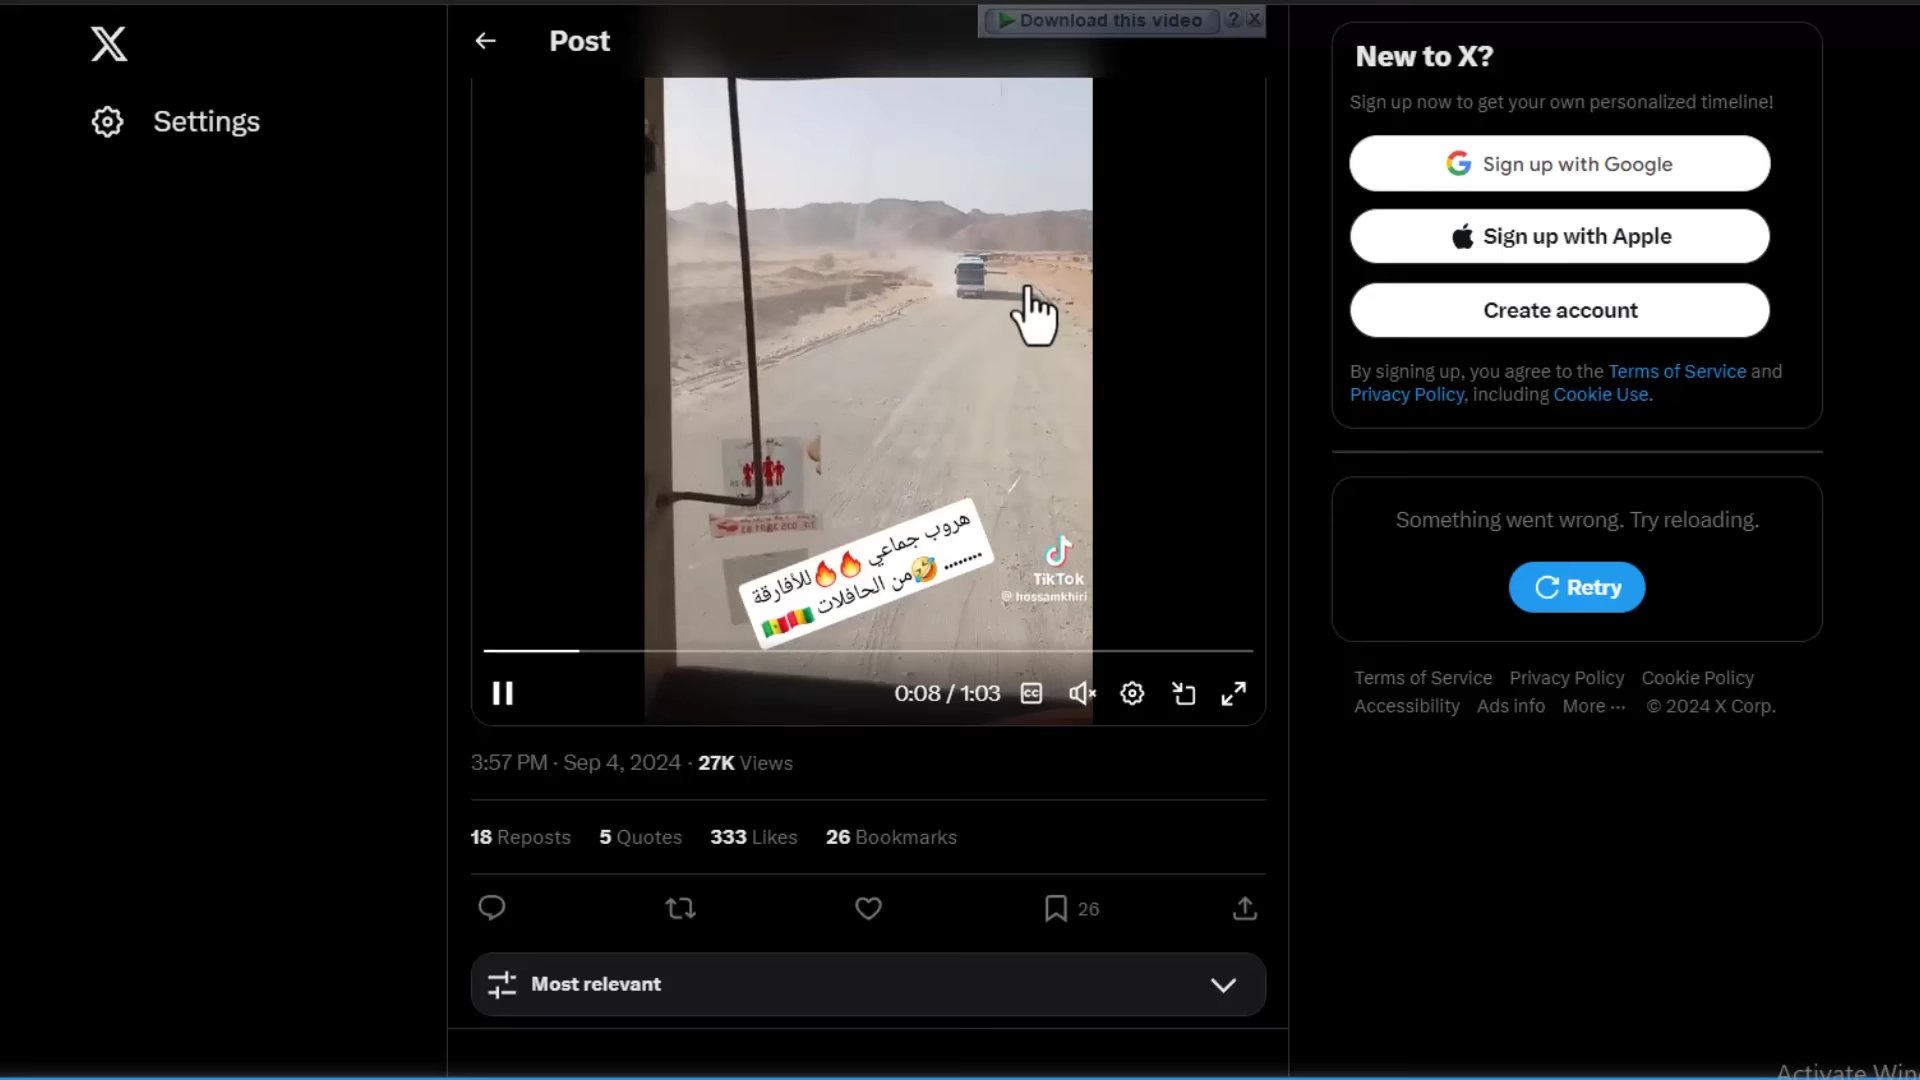 Download this video
Post
Settings
هروب جماعي 🔥🔥للأفارقة
من الحافلات🤣 ........
TikTok
@ hossamkhiri
0:08 / 1:03
3:57 PM · Sep 4, 2024 · 27K Views
18 Reposts 5 Quotes 333 Likes 26 Bookmarks
26
Most relevant
New to X?
Sign up now to get your own personalized timeline!
Sign up with Google
Sign up with Apple
Create account
By signing up, you agree to the Terms of Service and
Privacy Policy, including Cookie Use.
Something went wrong. Try reloading.
Retry
Terms of Service Privacy Policy Cookie Policy
Accessibility Ads info More ··· © 2024 X Corp.